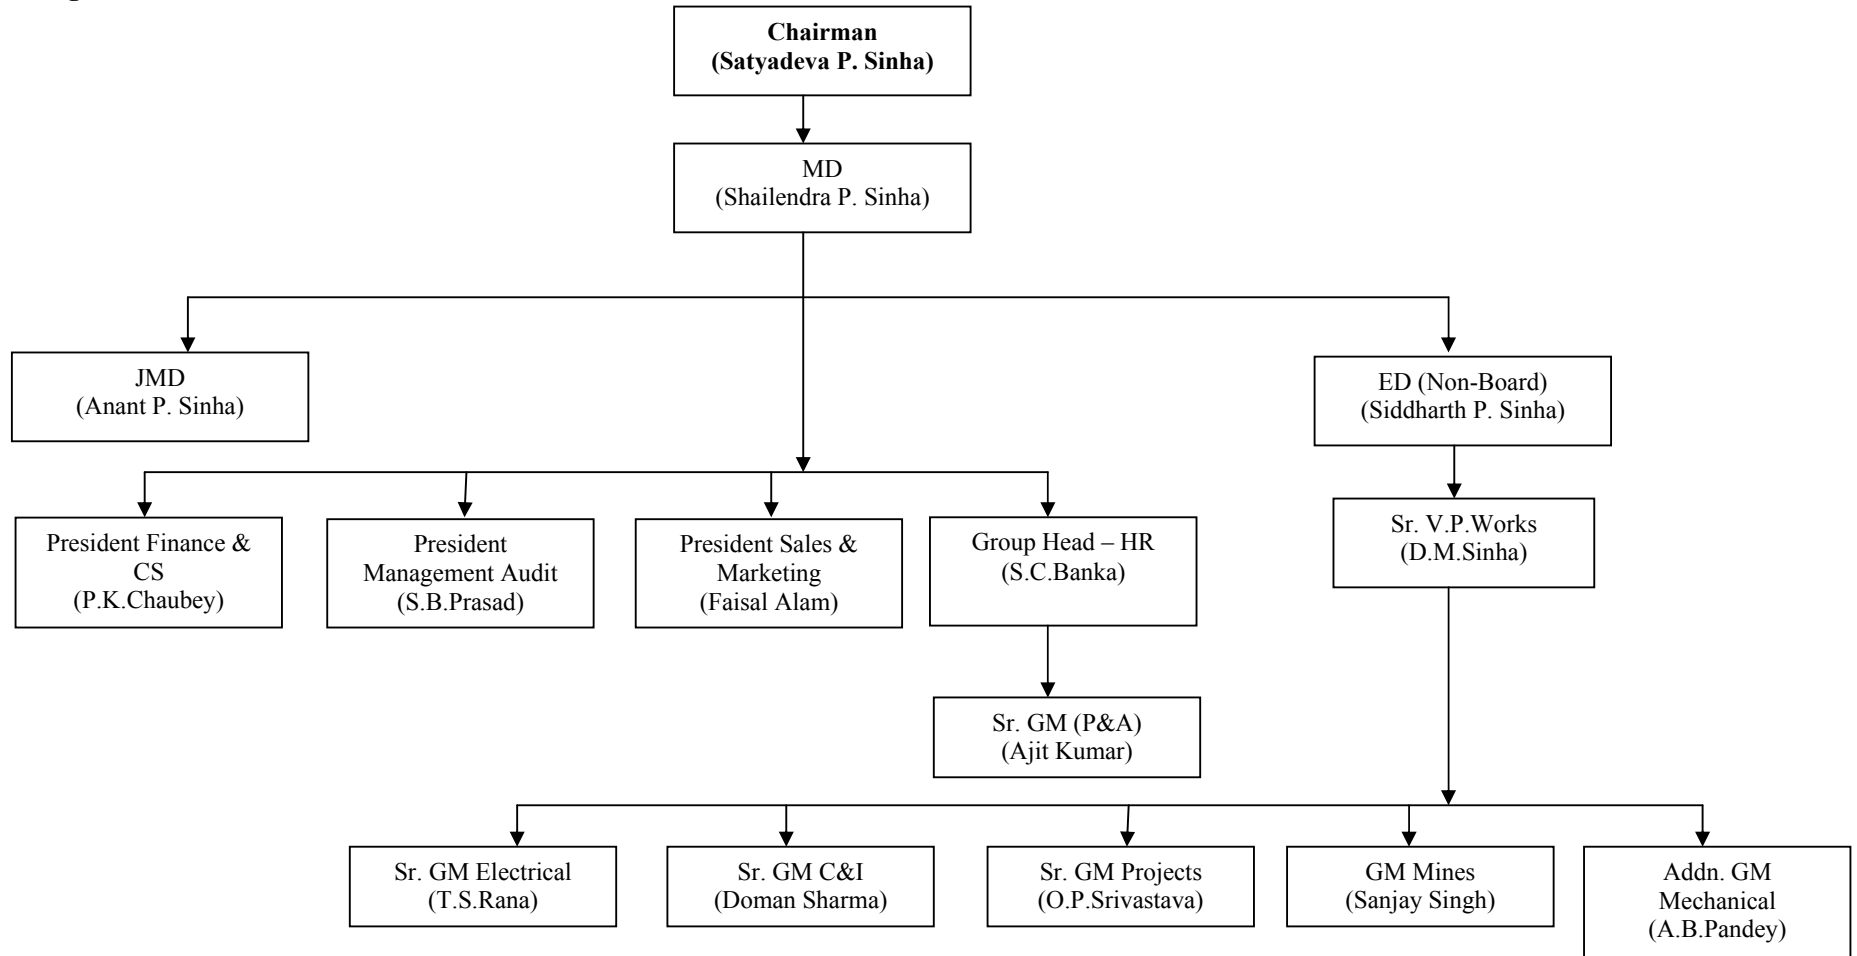 Chairman
(Satyadeva P. Sinha)
MD
(Shailendra P. Sinha)
JMD
(Anant P. Sinha)
ED (Non-Board)
(Siddharth P. Sinha)
President Finance &
CS
(P.K.Chaubey)
President
Management Audit
(S.B.Prasad)
President Sales &
Marketing
(Faisal Alam)
Group Head – HR
(S.C.Banka)
Sr. V.P.Works
(D.M.Sinha)
Sr. GM (P&A)
(Ajit Kumar)
Sr. GM Electrical
(T.S.Rana)
Sr. GM C&I
(Doman Sharma)
Sr. GM Projects
(O.P.Srivastava)
GM Mines
(Sanjay Singh)
Addn. GM
Mechanical
(A.B.Pandey)